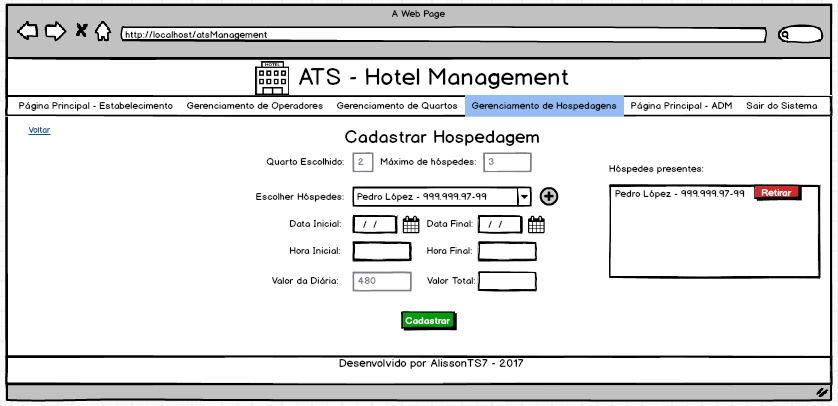 A Web Page
http://localhost/atsManagement
HOTEL
ATS - Hotel Management
Página Principal - Estabelecimento Gerenciamento de Operadores Gerenciamento de Quartos Gerenciamento de Hospedagens Página Principal - ADM Sair do Sistema
Voltar
Cadastrar Hospedagem
Quarto Escolhido: 2 Máximo de hóspedes: 3
Hóspedes presentes:
Escolher Hóspedes: Pedro López - 999.999.97-99
Pedro López - 999.999.97-99 Retirar
Data Inicial: / / Data Final: / /
Hora Inicial: Hora Final:
Valor da Diária: 480 Valor Total:
Cadastrar
Desenvolvido por AlissonTS7 - 2017